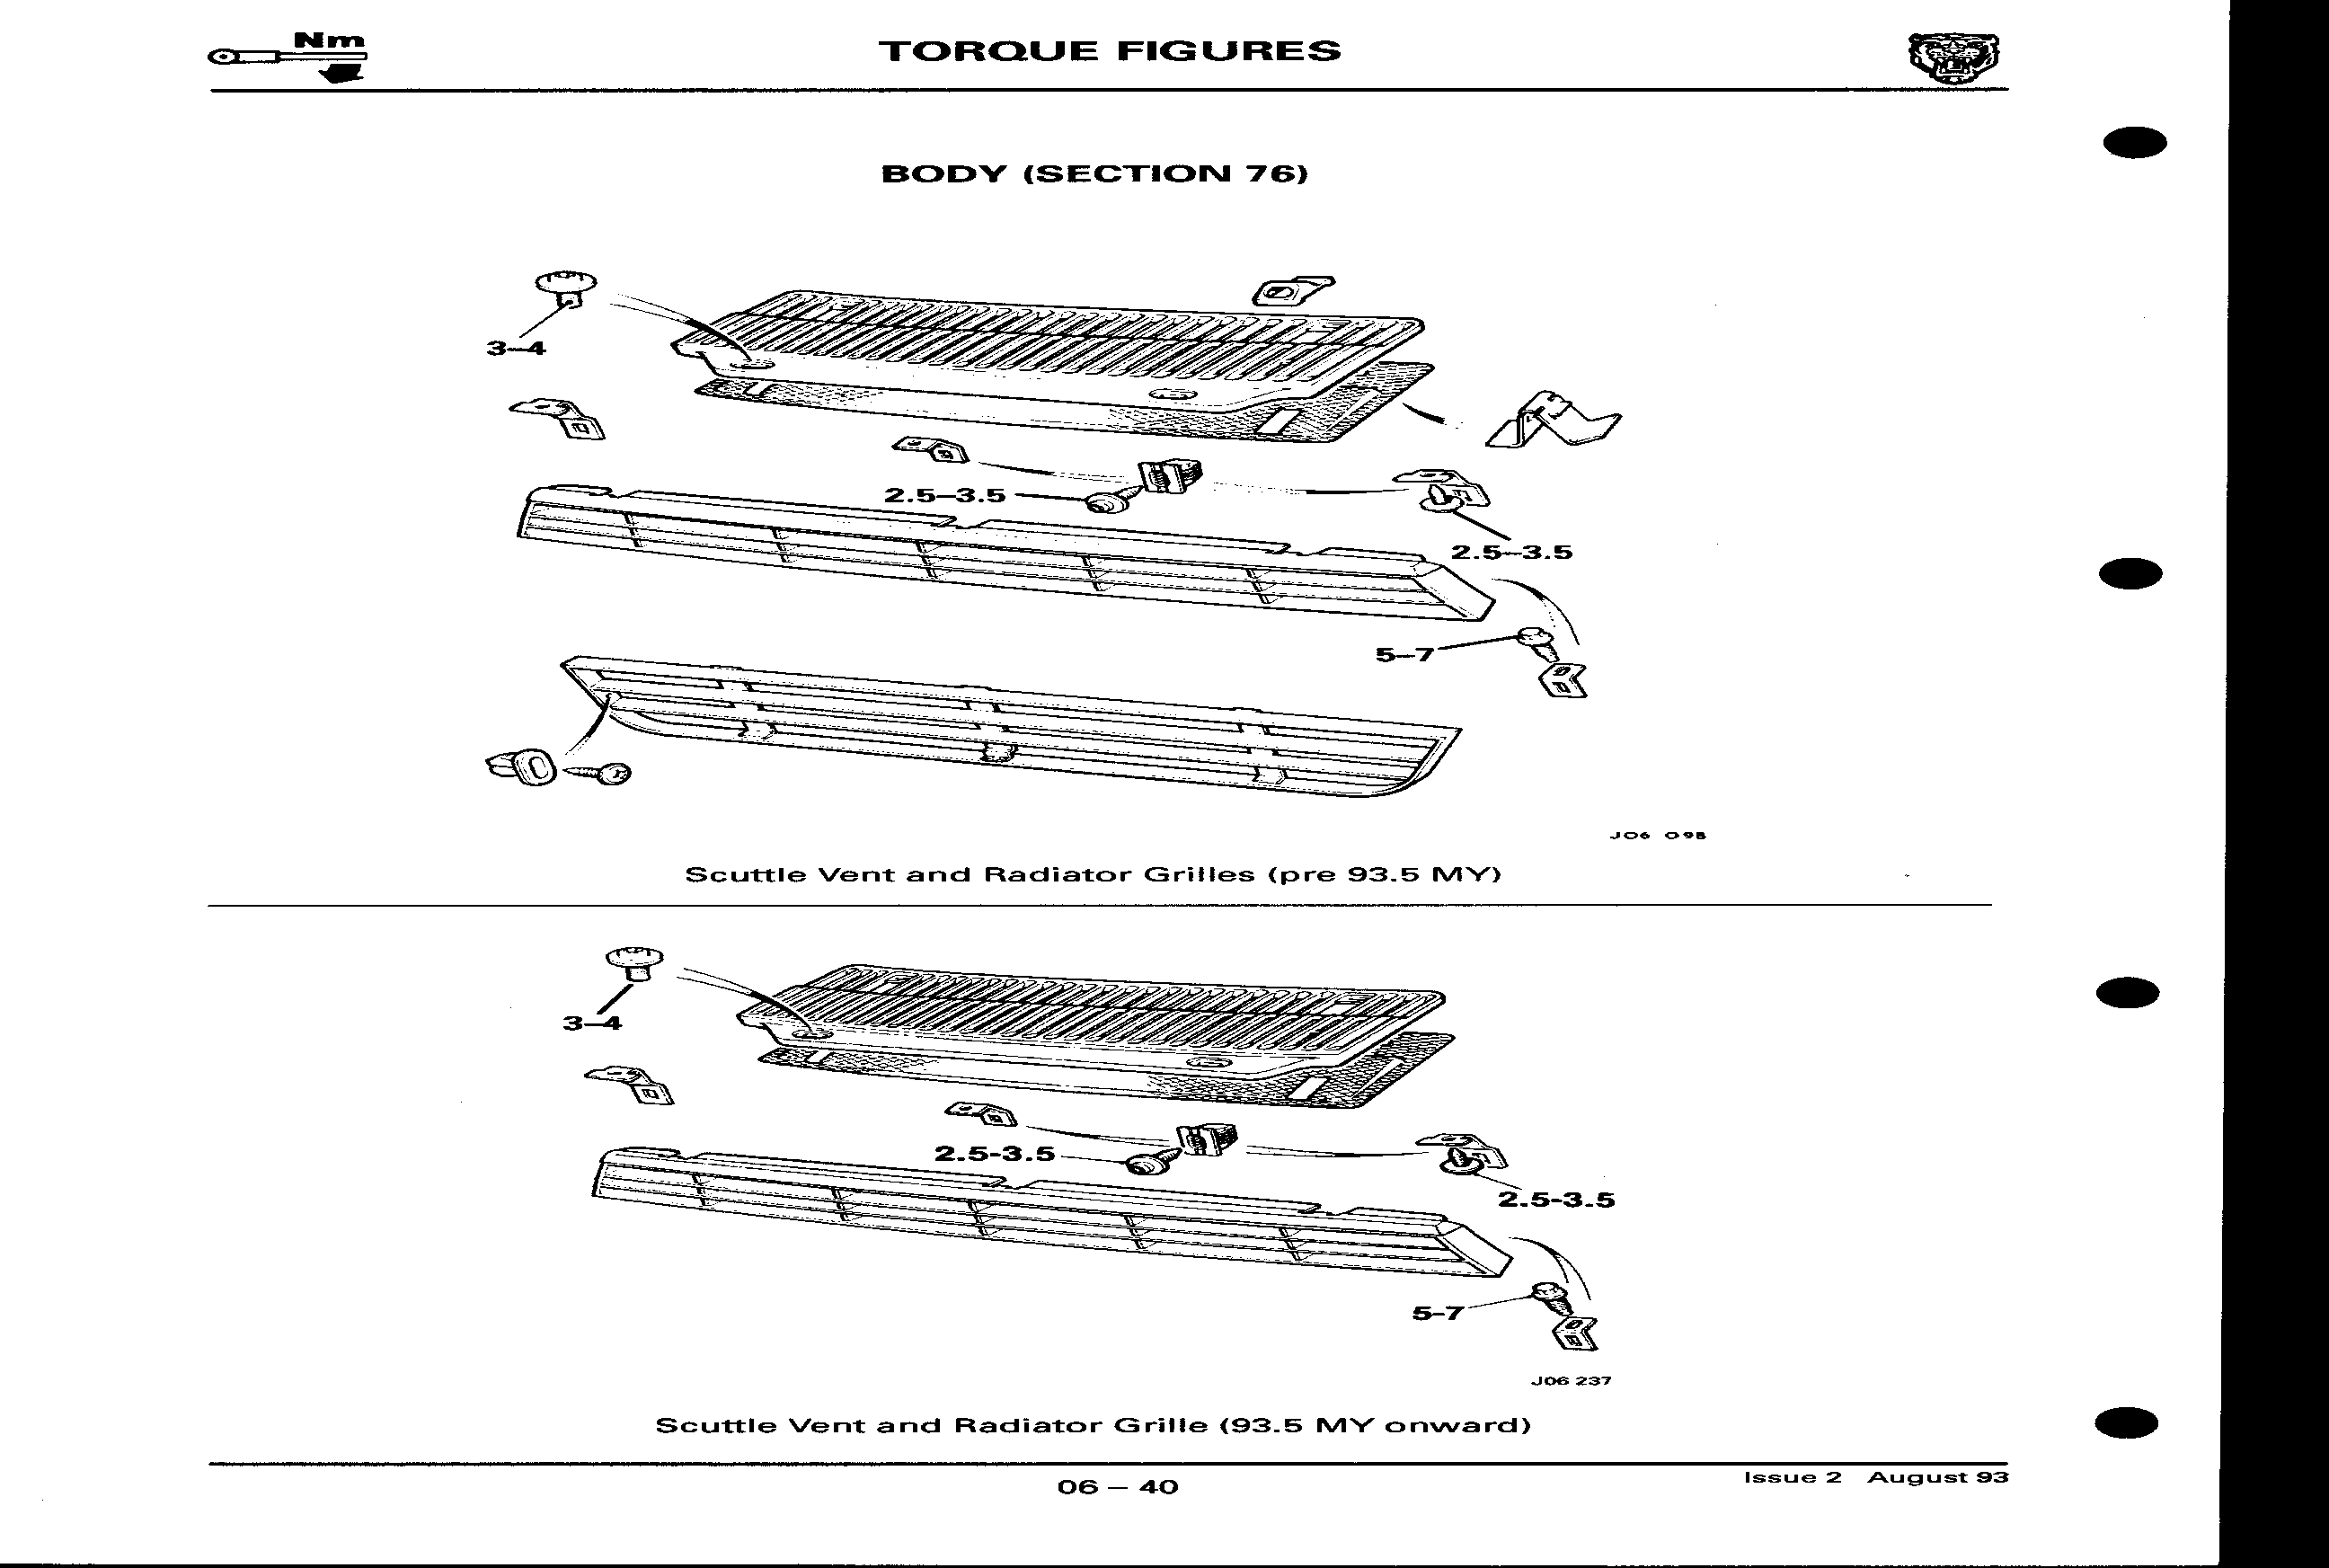 Nm
TORQUE FIGURES
BODY (SECTION 76)
3–4
2.5–3.5
2.5–3.5
5–7
J06 098
Scuttle Vent and Radiator Grilles (pre 93.5 MY)
3–4
2.5-3.5
2.5-3.5
5-7
J06 237
Scuttle Vent and Radiator Grille (93.5 MY onward)
06 – 40
Issue 2 August 93